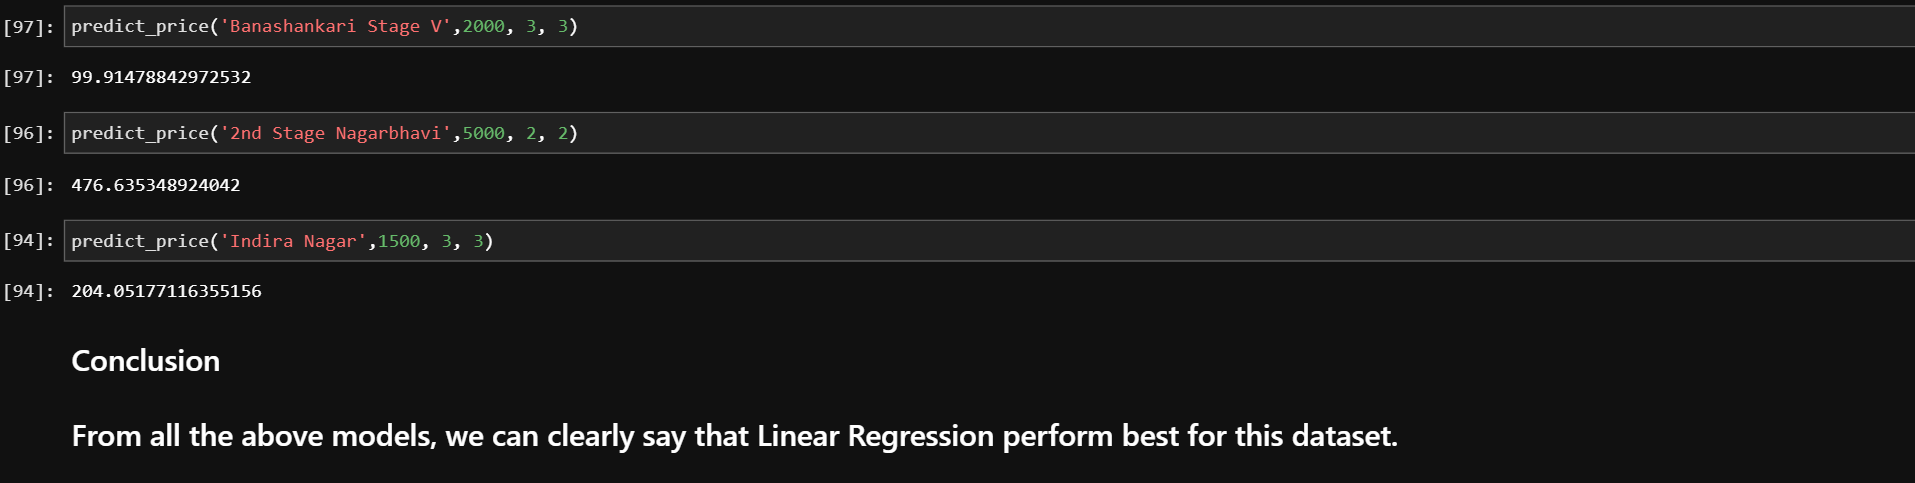 [97]: predict_price('Banashankari Stage V',2000, 3, 3)
[97]: 99.91478842972532
[96]: predict_price('2nd Stage Nagarbhavi',5000, 2, 2)
[96]: 476.635348924042
[94]: predict_price('Indira Nagar',1500, 3, 3)
[94]: 204.05177116355156
Conclusion
From all the above models, we can clearly say that Linear Regression perform best for this dataset.